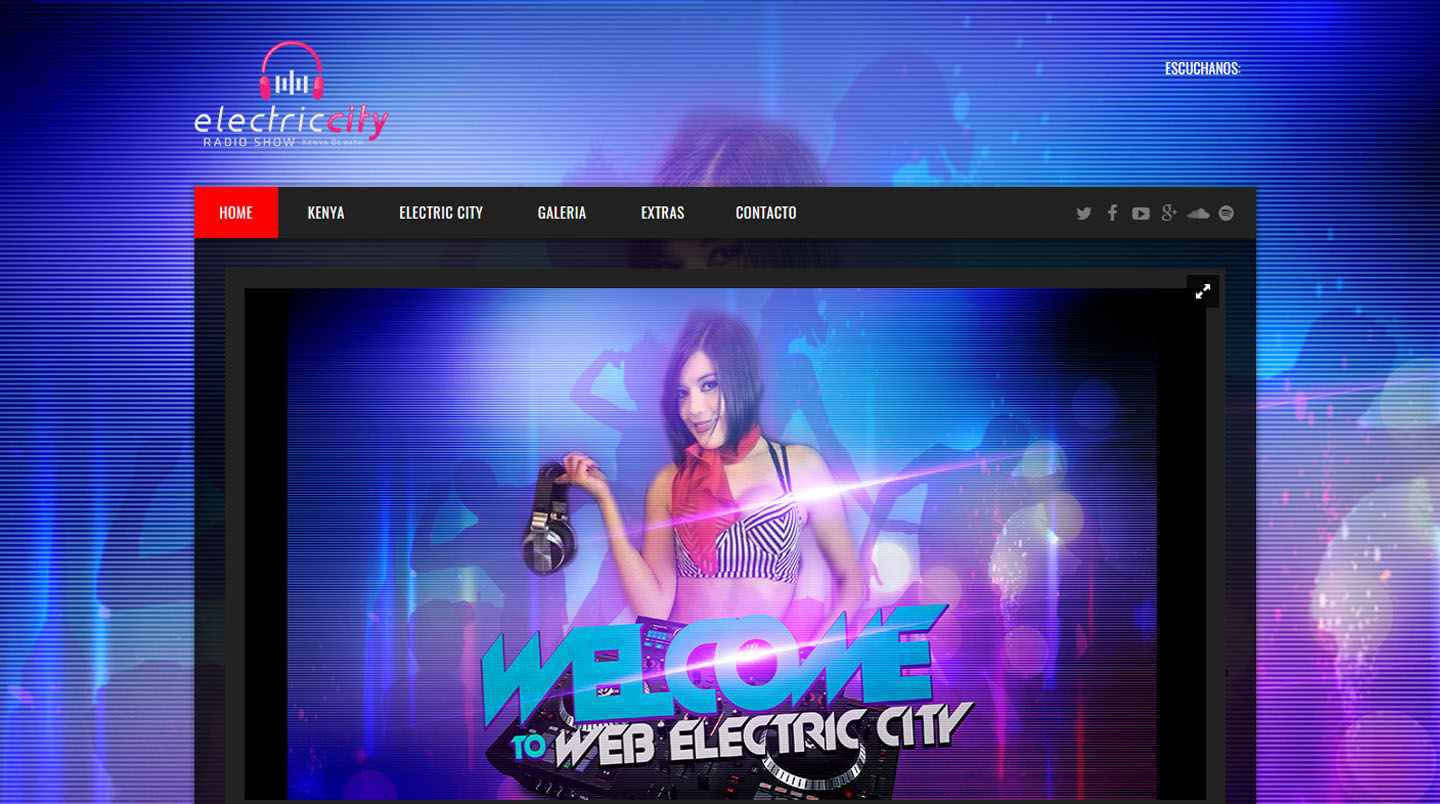 ESCUCHANOS:
electriccity
RADIO SHOW KENYA DEWITH
HOME KENYA ELECTRIC CITY GALERIA EXTRAS CONTACTO
WELCOME
TO WEB ELECTRIC CITY